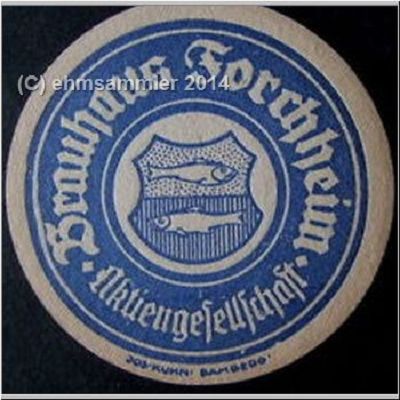 (C) ehmsammler 2014
Brauhaus Forchheim
· Aktiengesellschaft ·
JOS·KUHN· BAMBERG·